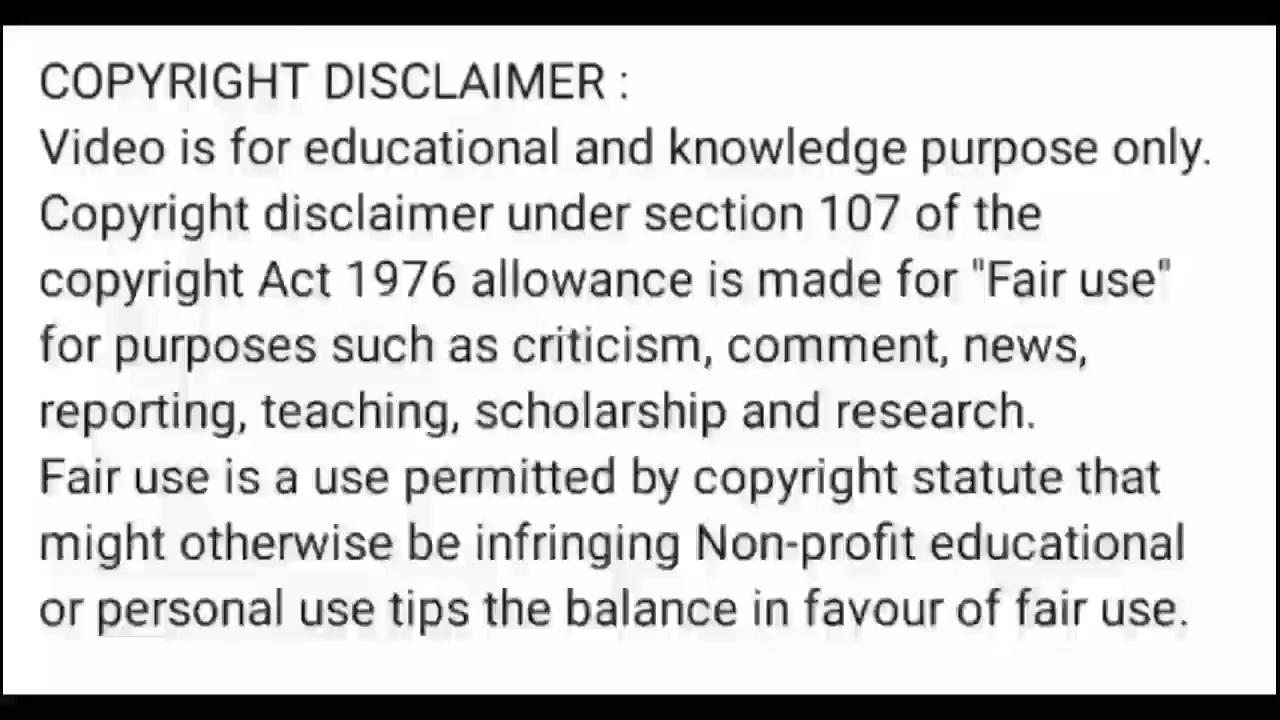 COPYRIGHT DISCLAIMER :
Video is for educational and knowledge purpose only.
Copyright disclaimer under section 107 of the
copyright Act 1976 allowance is made for "Fair use"
for purposes such as criticism, comment, news,
reporting, teaching, scholarship and research.
Fair use is a use permitted by copyright statute that
might otherwise be infringing Non-profit educational
or personal use tips the balance in favour of fair use.